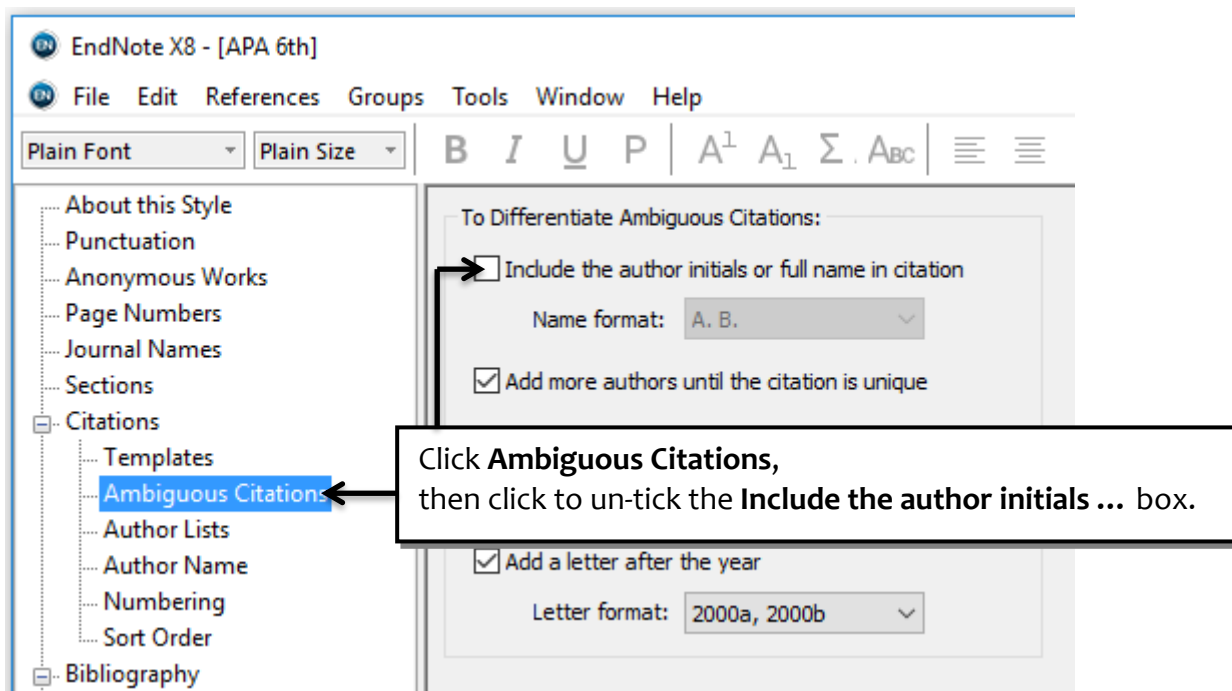 EndNote X8 - [APA 6th]
File Edit References Groups Tools Window Help
Plain Font Plain Size B I U P A1 A1 Σ ABC
About this Style
Punctuation
Anonymous Works
Page Numbers
Journal Names
Sections
Citations
Templates
Ambiguous Citations
Author Lists
Author Name
Numbering
Sort Order
Bibliography
To Differentiate Ambiguous Citations:
Include the author initials or full name in citation
Name format: A. B.
Add more authors until the citation is unique
Click Ambiguous Citations,
then click to un-tick the Include the author initials ... box.
Add a letter after the year
Letter format: 2000a, 2000b